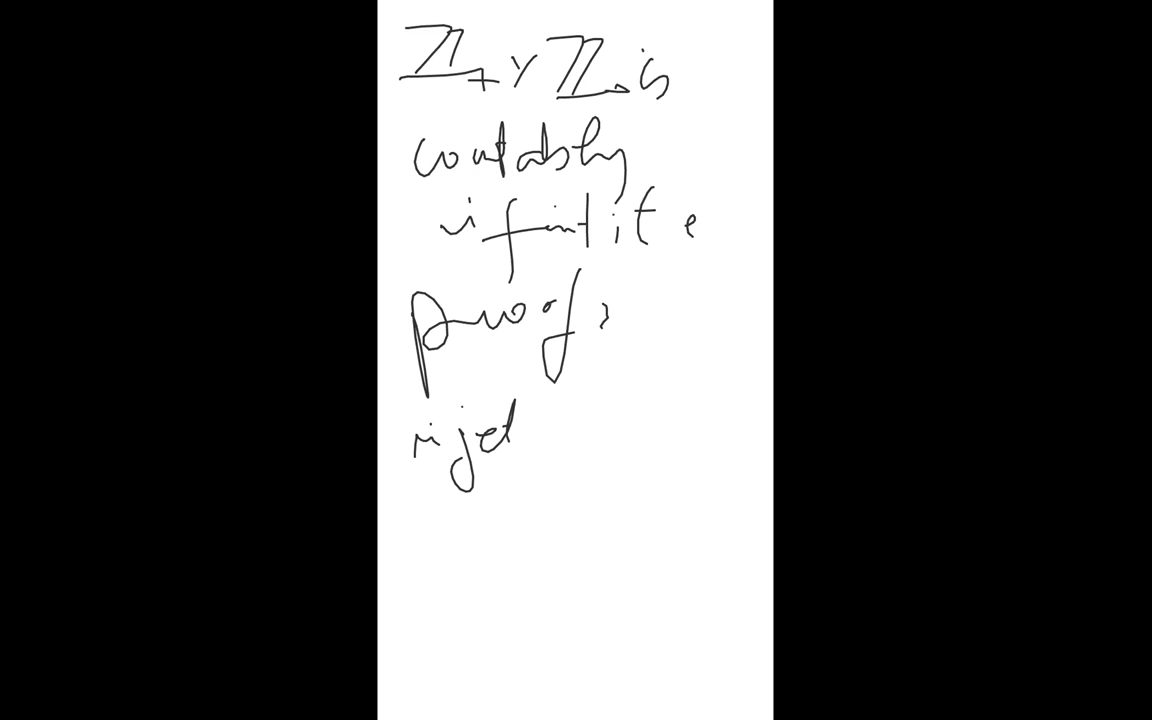 ℤ₊ × ℤ₊ is
countably
infinite
proof:
inject